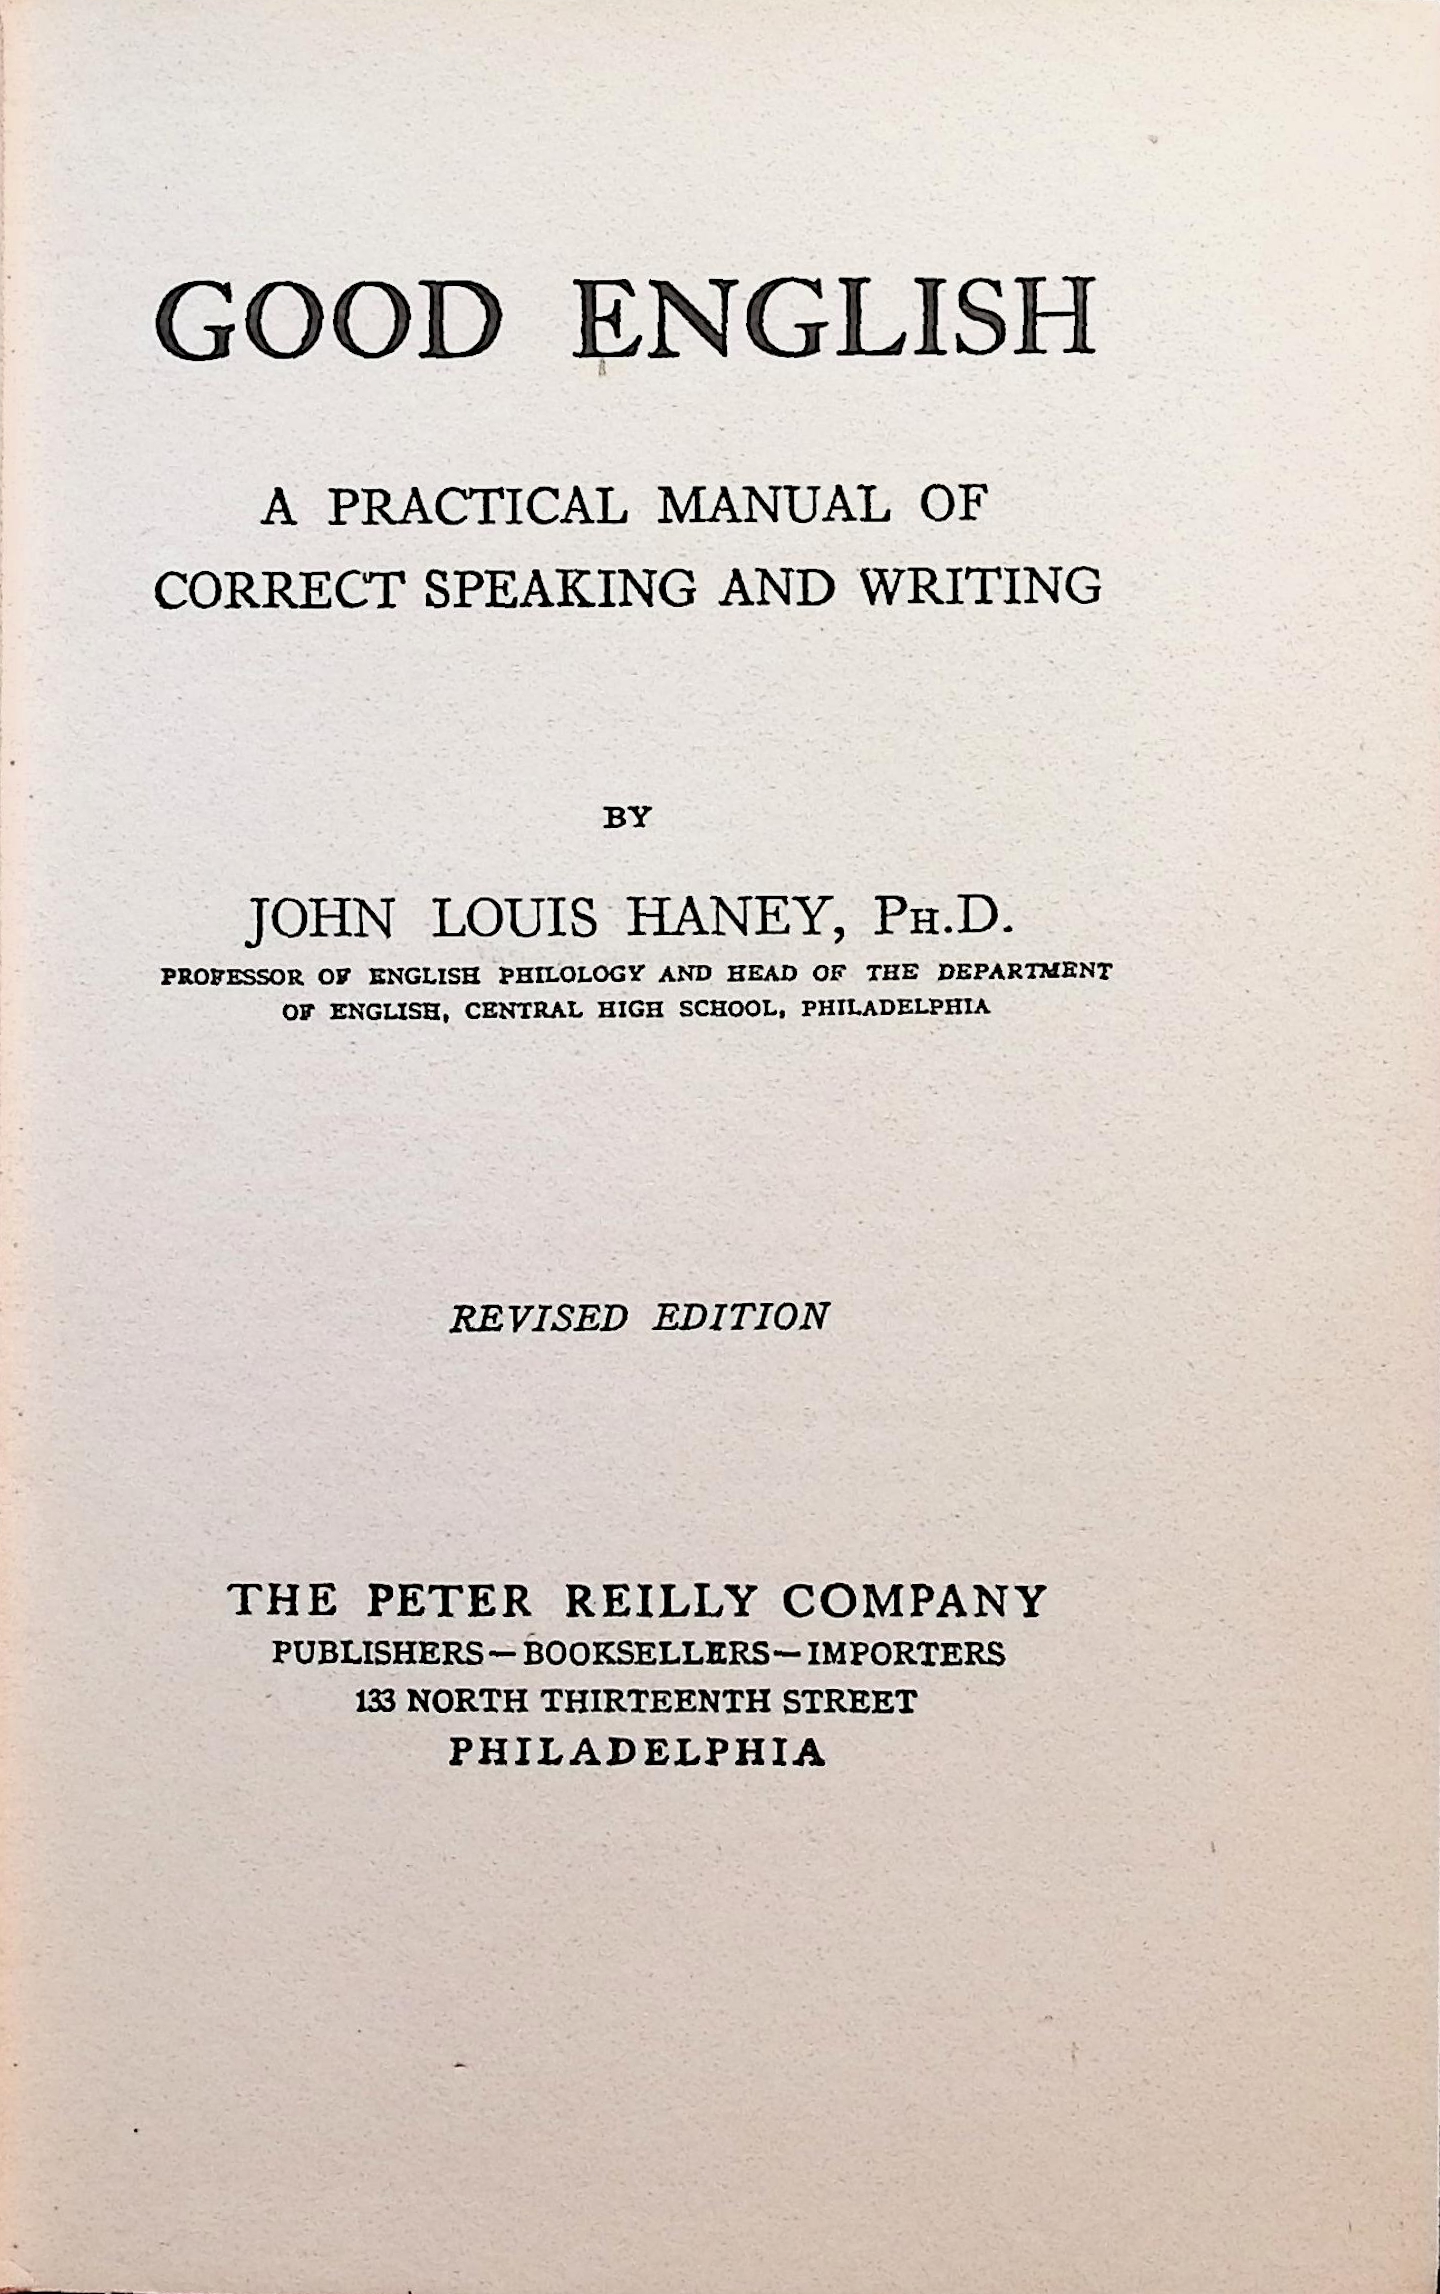 GOOD ENGLISH
A PRACTICAL MANUAL OF
CORRECT SPEAKING AND WRITING
BY
JOHN LOUIS HANEY, PH.D.
PROFESSOR OF ENGLISH PHILOLOGY AND HEAD OF THE DEPARTMENT
OF ENGLISH, CENTRAL HIGH SCHOOL, PHILADELPHIA
REVISED EDITION
THE PETER REILLY COMPANY
PUBLISHERS—BOOKSELLERS—IMPORTERS
133 NORTH THIRTEENTH STREET
PHILADELPHIA